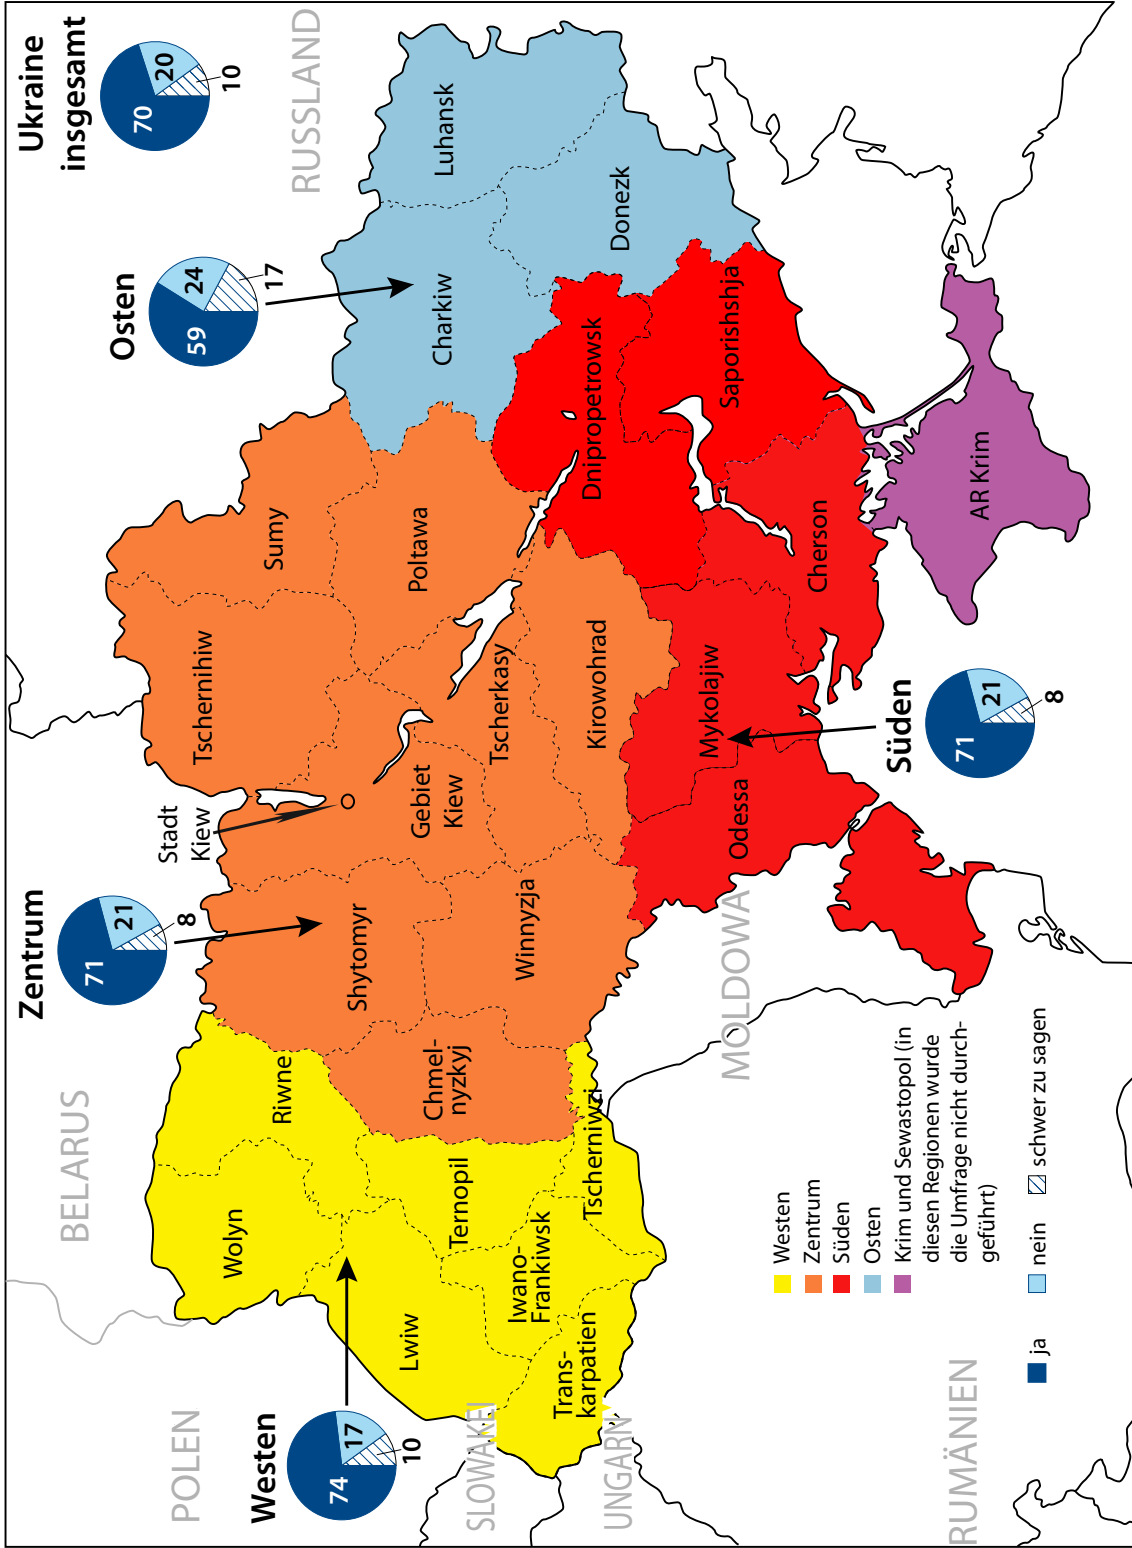 Ukraine
insgesamt
70
20
10
Osten
59
24
17
Zentrum
71
21
8
Westen
74
17
10
Süden
71
21
8
RUSSLAND
BELARUS
POLEN
SLOWAKEI
UNGARN
RUMÄNIEN
MOLDOWA
Stadt
Kiew
Luhansk
Donezk
Charkiw
Sumy
Poltawa
Tschernihiw
Dnipropetrowsk
Saporishshja
Cherson
AR Krim
Mykolajiw
Odessa
Kirowohrad
Tscherkasy
Gebiet
Kiew
Shytomyr
Winnyzja
Chmel-
nyzkyj
Riwne
Wolyn
Ternopil
Lwiw
Iwano-
Frankiwsk
Tscherniwzi
Trans-
karpatien
Westen
Zentrum
Süden
Osten
Krim und Sewastopol (in
diesen Regionen wurde
die Umfrage nicht durch-
geführt)
ja
nein
schwer zu sagen